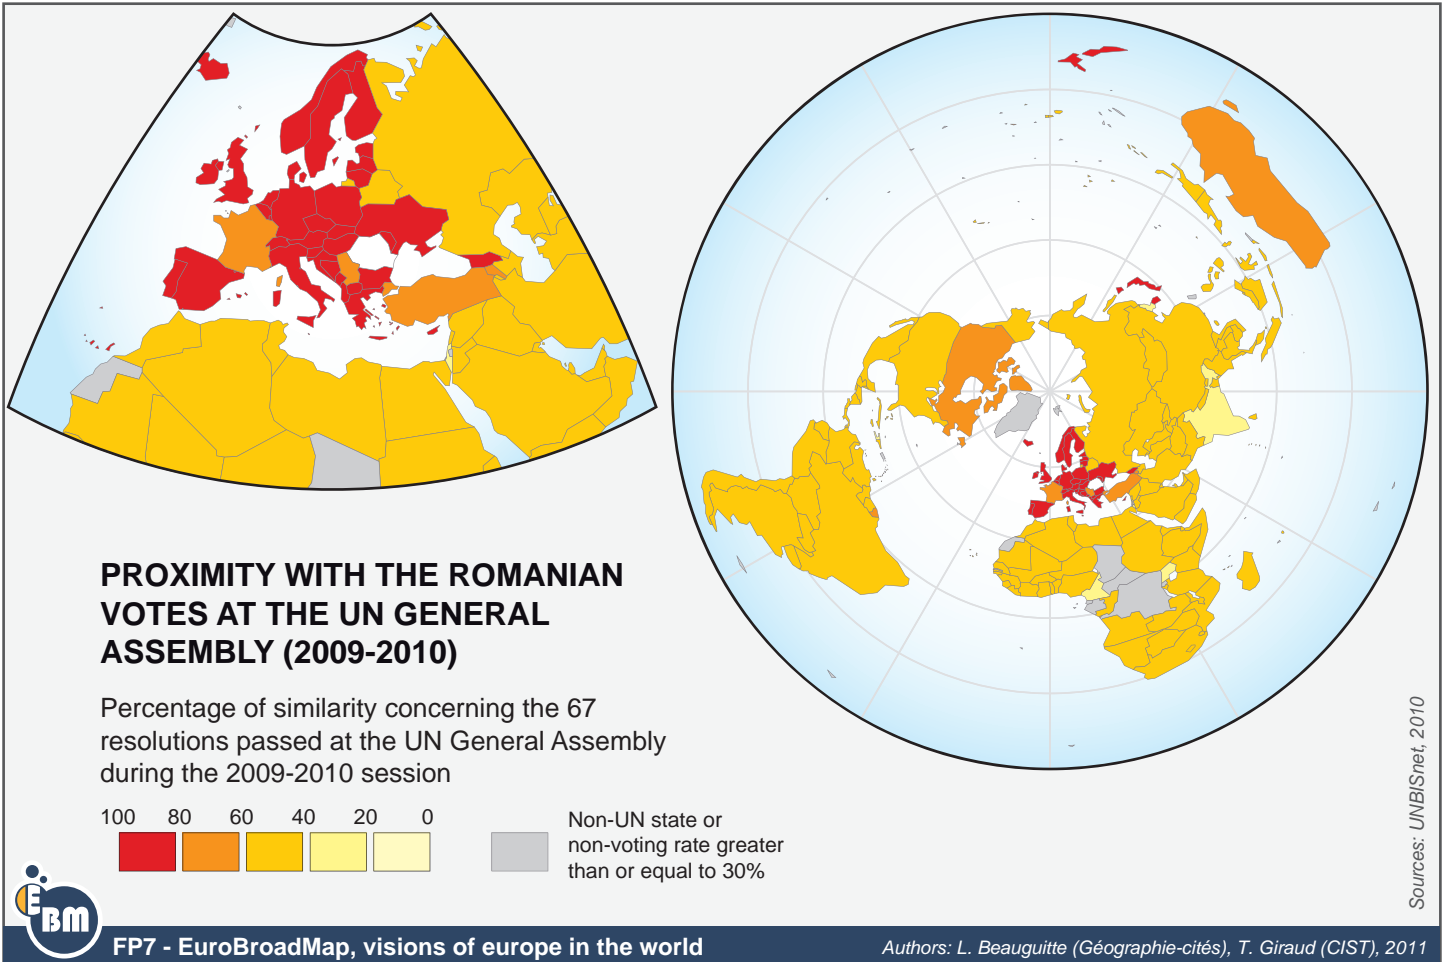 PROXIMITY WITH THE ROMANIAN
VOTES AT THE UN GENERAL
ASSEMBLY (2009-2010)
Percentage of similarity concerning the 67
resolutions passed at the UN General Assembly
during the 2009-2010 session
100 80 60 40 20 0
Non-UN state or
non-voting rate greater
than or equal to 30%
Sources: UNBISnet, 2010
EBM
FP7 - EuroBroadMap, visions of europe in the world
Authors: L. Beauguitte (Géographie-cités), T. Giraud (CIST), 2011